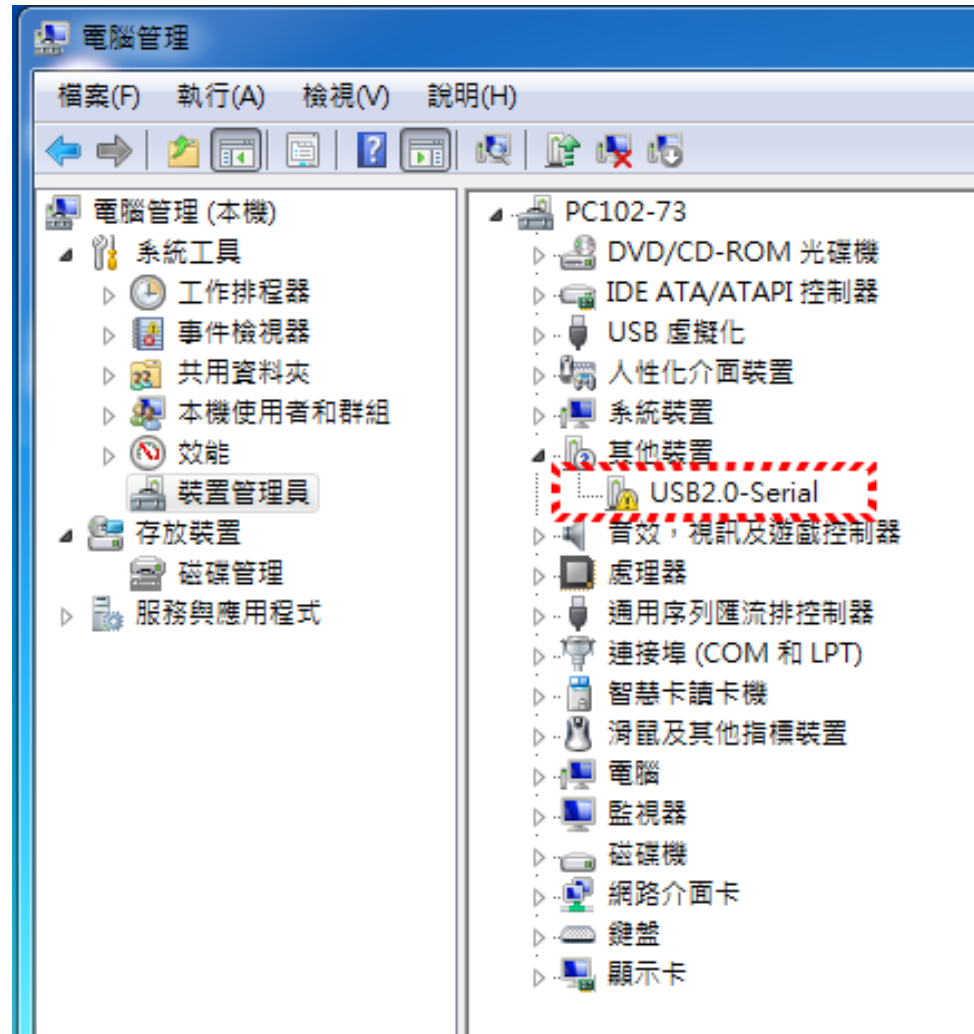 電腦管理
檔案(F) 執行(A) 檢視(V) 說明(H)
電腦管理 (本機)
系統工具
工作排程器
事件檢視器
共用資料夾
本機使用者和群組
效能
裝置管理員
存放裝置
磁碟管理
服務與應用程式
PC102-73
DVD/CD-ROM 光碟機
IDE ATA/ATAPI 控制器
USB 虛擬化
人性化介面裝置
系統裝置
其他裝置
USB2.0-Serial
音效，視訊及遊戲控制器
處理器
通用序列匯流排控制器
連接埠 (COM 和 LPT)
智慧卡讀卡機
滑鼠及其他指標裝置
電腦
監視器
磁碟機
網路介面卡
鍵盤
顯示卡